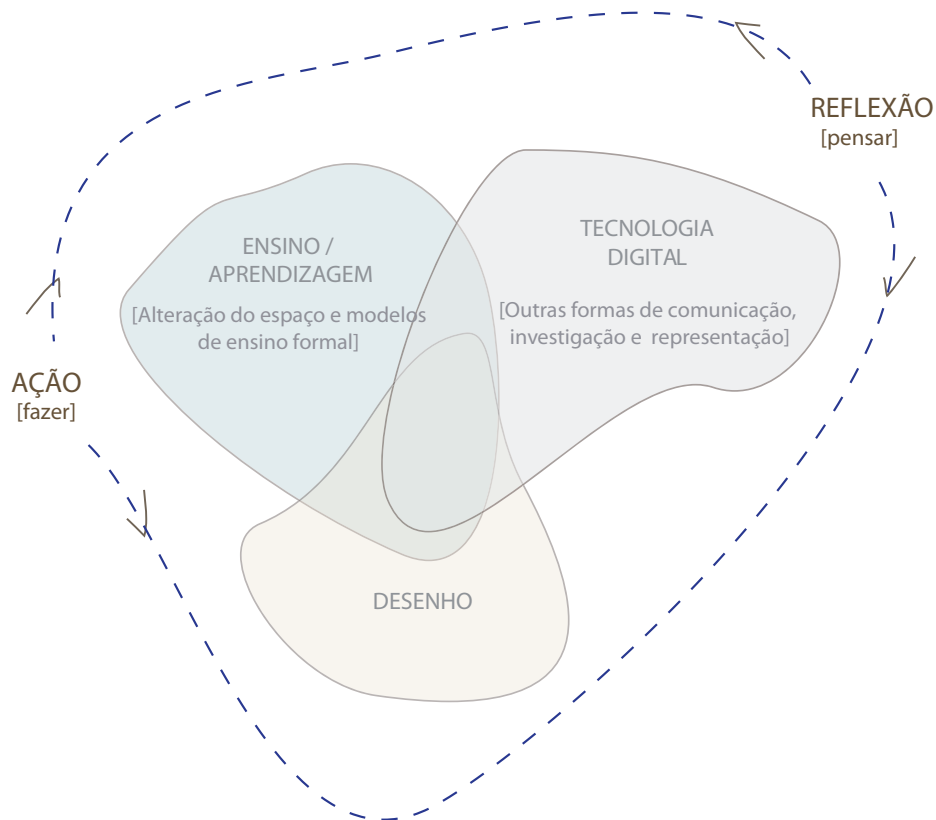 REFLEXÃO
[pensar]
TECNOLOGIA
DIGITAL
[Outras formas de comunicação,
investigação e representação]
ENSINO /
APRENDIZAGEM
[Alteração do espaço e modelos
de ensino formal]
AÇÃO
[fazer]
DESENHO